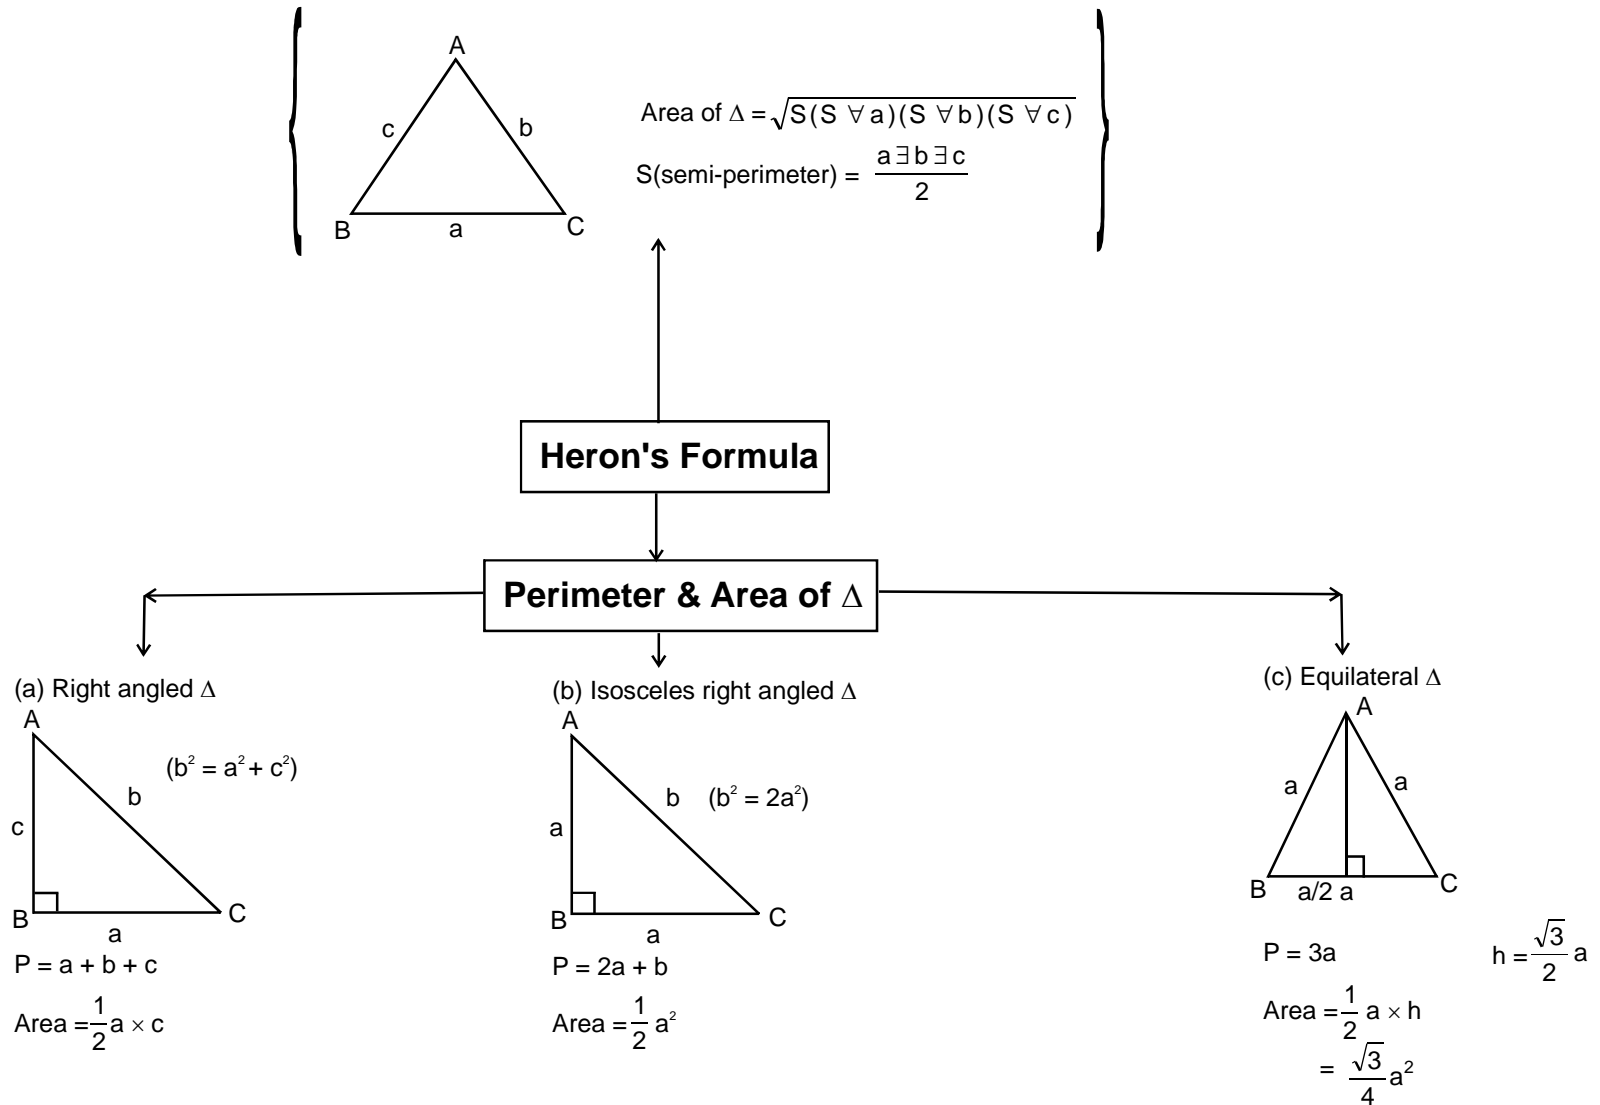 A
c
b
B
a
C
Area of Δ = √S(S ∀ a)(S ∀ b)(S ∀ c)
S(semi-perimeter) = a ∃ b ∃ c / 2
Heron's Formula
Perimeter & Area of Δ
(a) Right angled Δ
A
(b² = a² + c²)
b
c
B
C
a
P = a + b + c
Area = 1/2 a × c
(b) Isosceles right angled Δ
A
b (b² = 2a²)
a
B
C
a
P = 2a + b
Area = 1/2 a²
(c) Equilateral Δ
A
a
a
B
C
a/2 a
P = 3a
h = √3/2 a
Area = 1/2 a × h
= √3/4 a²